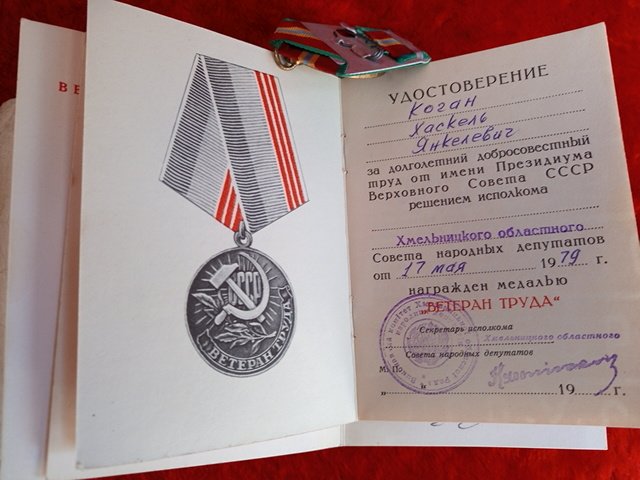 ВЕ
СССР
ВЕТЕРАН ТРУДА
УДОСТОВЕРЕНИЕ
Коган
Хаскель
Янкелевич
за долголетний добросовестный
труд от имени Президиума
Верховного Совета СССР
решением исполкома
Хмельницкого областного
Совета народных депутатов
от 17 мая 1979 г.
награжден медалью
„ВЕТЕРАН ТРУДА“
Секретарь исполкома
Хмельницкого областного
Совета народных депутатов
М. П.
„ “ 19 г.